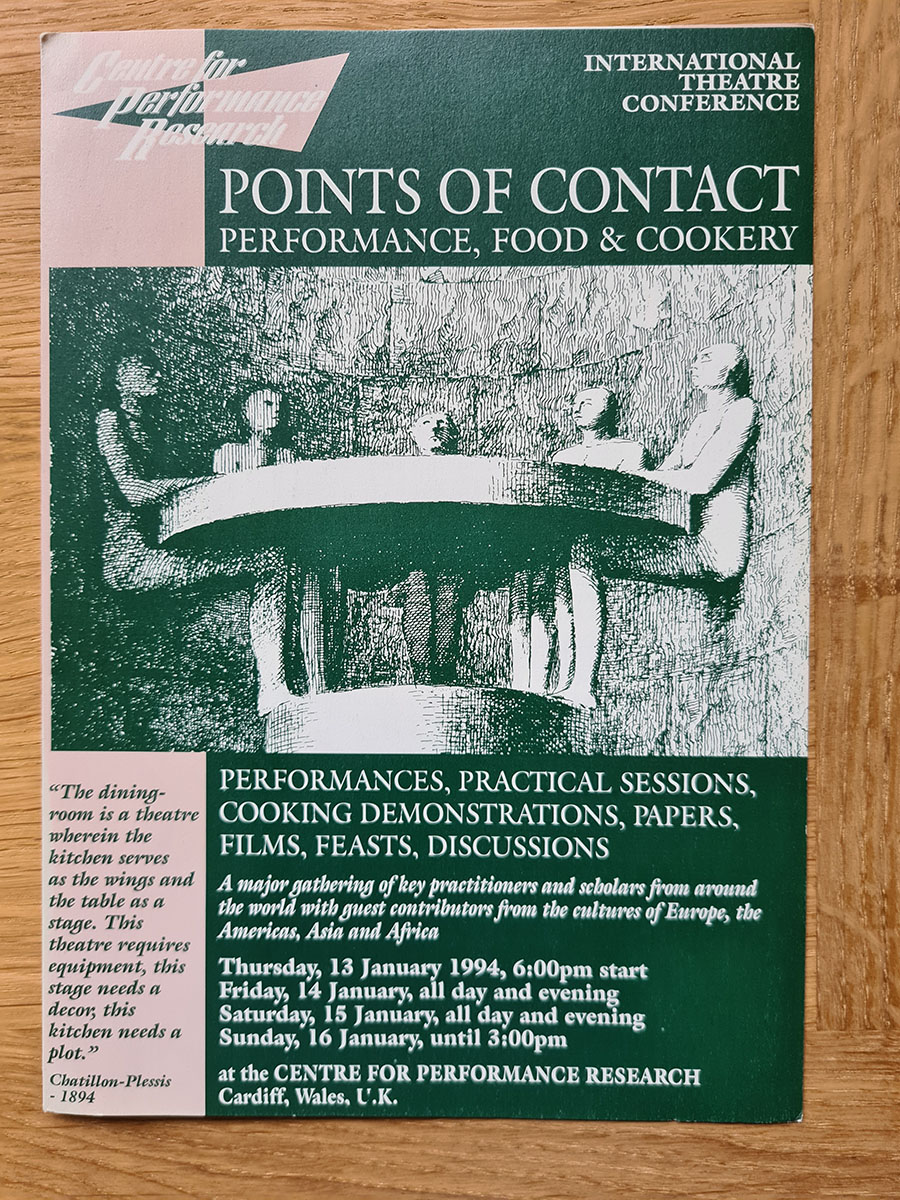 Centre for
Performance
Research
INTERNATIONAL
THEATRE
CONFERENCE
POINTS OF CONTACT
PERFORMANCE, FOOD & COOKERY
PERFORMANCES, PRACTICAL SESSIONS,
COOKING DEMONSTRATIONS, PAPERS,
FILMS, FEASTS, DISCUSSIONS
A major gathering of key practitioners and scholars from around
the world with guest contributors from the cultures of Europe, the
Americas, Asia and Africa
Thursday, 13 January 1994, 6:00pm start
Friday, 14 January, all day and evening
Saturday, 15 January, all day and evening
Sunday, 16 January, until 3:00pm
at the CENTRE FOR PERFORMANCE RESEARCH
Cardiff, Wales, U.K.
“The dining-
room is a theatre
wherein the
kitchen serves
as the wings and
the table as a
stage. This
theatre requires
equipment, this
stage needs a
decor, this
kitchen needs a
plot.”
Chatillon-Plessis
- 1894